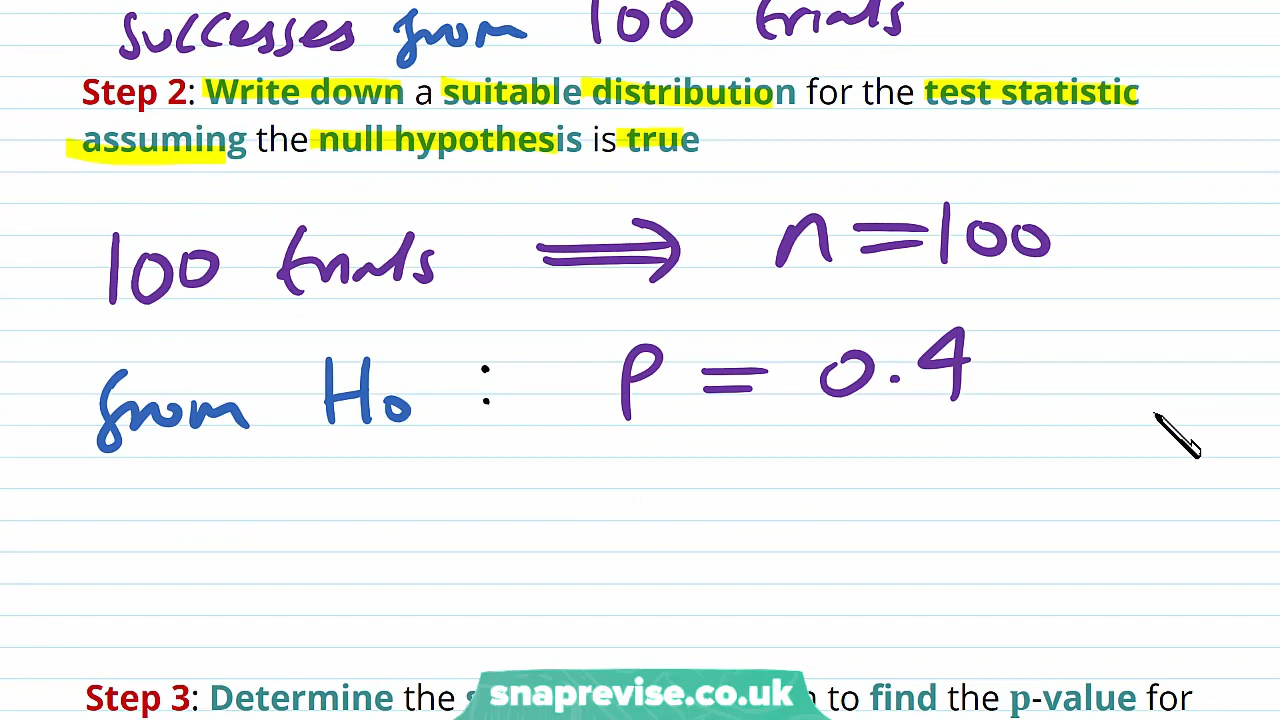 successes from 100 trials
Step 2: Write down a suitable distribution for the test statistic
assuming the null hypothesis is true
100 trials ⟹ n = 100
from H₀ : p = 0.4
Step 3: Determine the to find the p-value for
snaprevise.co.uk